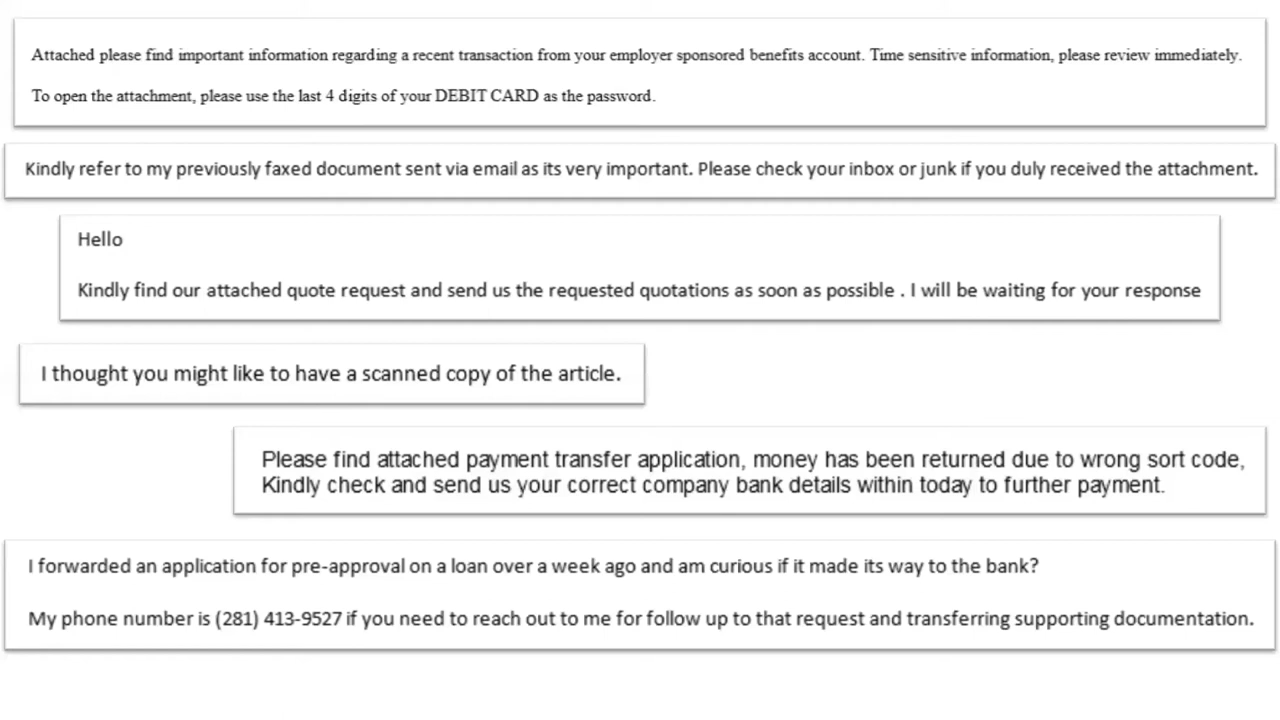 Attached please find important information regarding a recent transaction from your employer sponsored benefits account. Time sensitive information, please review immediately.
To open the attachment, please use the last 4 digits of your DEBIT CARD as the password.
Kindly refer to my previously faxed document sent via email as its very important. Please check your inbox or junk if you duly received the attachment.
Hello
Kindly find our attached quote request and send us the requested quotations as soon as possible . I will be waiting for your response
I thought you might like to have a scanned copy of the article.
Please find attached payment transfer application, money has been returned due to wrong sort code,
Kindly check and send us your correct company bank details within today to further payment.
I forwarded an application for pre-approval on a loan over a week ago and am curious if it made its way to the bank?
My phone number is (281) 413-9527 if you need to reach out to me for follow up to that request and transferring supporting documentation.